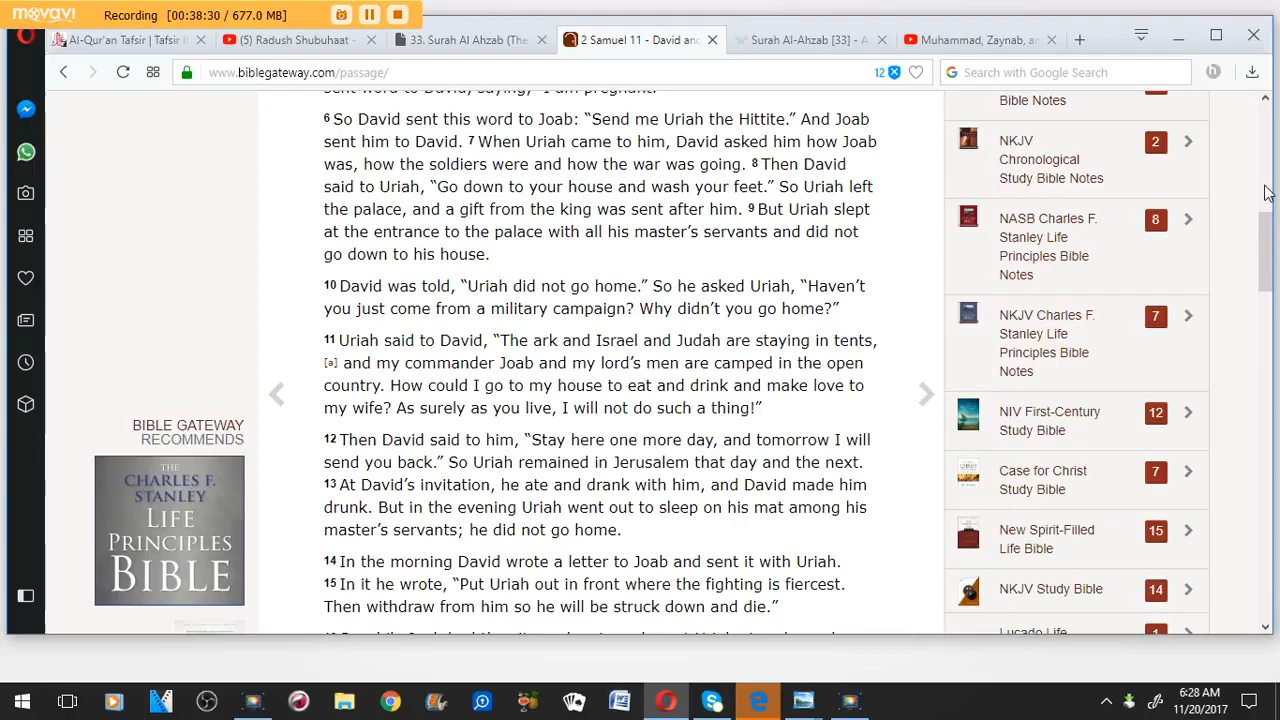 movavi
Recording [00:38:30 / 677.0 MB]
Al-Qur'an Tafsir | Tafsir
(5) Radush Shubuhaat -
33. Surah Al Ahzab (The
2 Samuel 11 - David and
Surah Al-Ahzab [33] - A
Muhammad, Zaynab, an
www.biblegateway.com/passage/
12
Search with Google Search
sent word to David, saying, “I am pregnant.”
6 So David sent this word to Joab: “Send me Uriah the Hittite.” And Joab
sent him to David. 7 When Uriah came to him, David asked him how Joab
was, how the soldiers were and how the war was going. 8 Then David
said to Uriah, “Go down to your house and wash your feet.” So Uriah left
the palace, and a gift from the king was sent after him. 9 But Uriah slept
at the entrance to the palace with all his master’s servants and did not
go down to his house.
10 David was told, “Uriah did not go home.” So he asked Uriah, “Haven’t
you just come from a military campaign? Why didn’t you go home?”
11 Uriah said to David, “The ark and Israel and Judah are staying in tents,
[a] and my commander Joab and my lord’s men are camped in the open
country. How could I go to my house to eat and drink and make love to
my wife? As surely as you live, I will not do such a thing!”
12 Then David said to him, “Stay here one more day, and tomorrow I will
send you back.” So Uriah remained in Jerusalem that day and the next.
13 At David’s invitation, he ate and drank with him, and David made him
drunk. But in the evening Uriah went out to sleep on his mat among his
master’s servants; he did not go home.
14 In the morning David wrote a letter to Joab and sent it with Uriah.
15 In it he wrote, “Put Uriah out in front where the fighting is fiercest.
Then withdraw from him so he will be struck down and die.”
BIBLE GATEWAY
RECOMMENDS
THE
CHARLES F.
STANLEY
LIFE
PRINCIPLES
BIBLE
Bible Notes
NKJV
Chronological
Study Bible Notes
2
NASB Charles F.
Stanley Life
Principles Bible
Notes
8
NKJV Charles F.
Stanley Life
Principles Bible
Notes
7
NIV First-Century
Study Bible
12
Case for Christ
Study Bible
7
New Spirit-Filled
Life Bible
15
NKJV Study Bible
14
Lucado Life
1
6:28 AM
11/20/2017